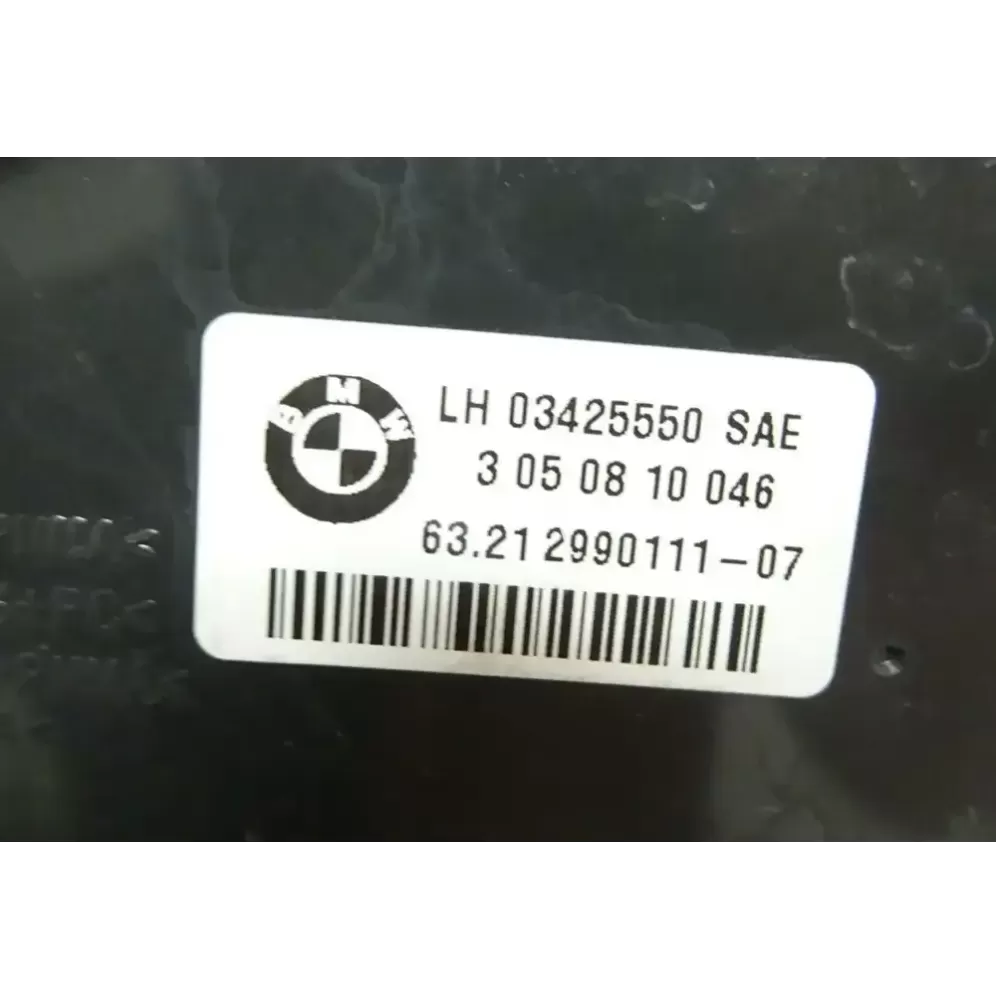 BMW
LH 03425550 SAE
3 05 08 10 046
63.21 2990111-07